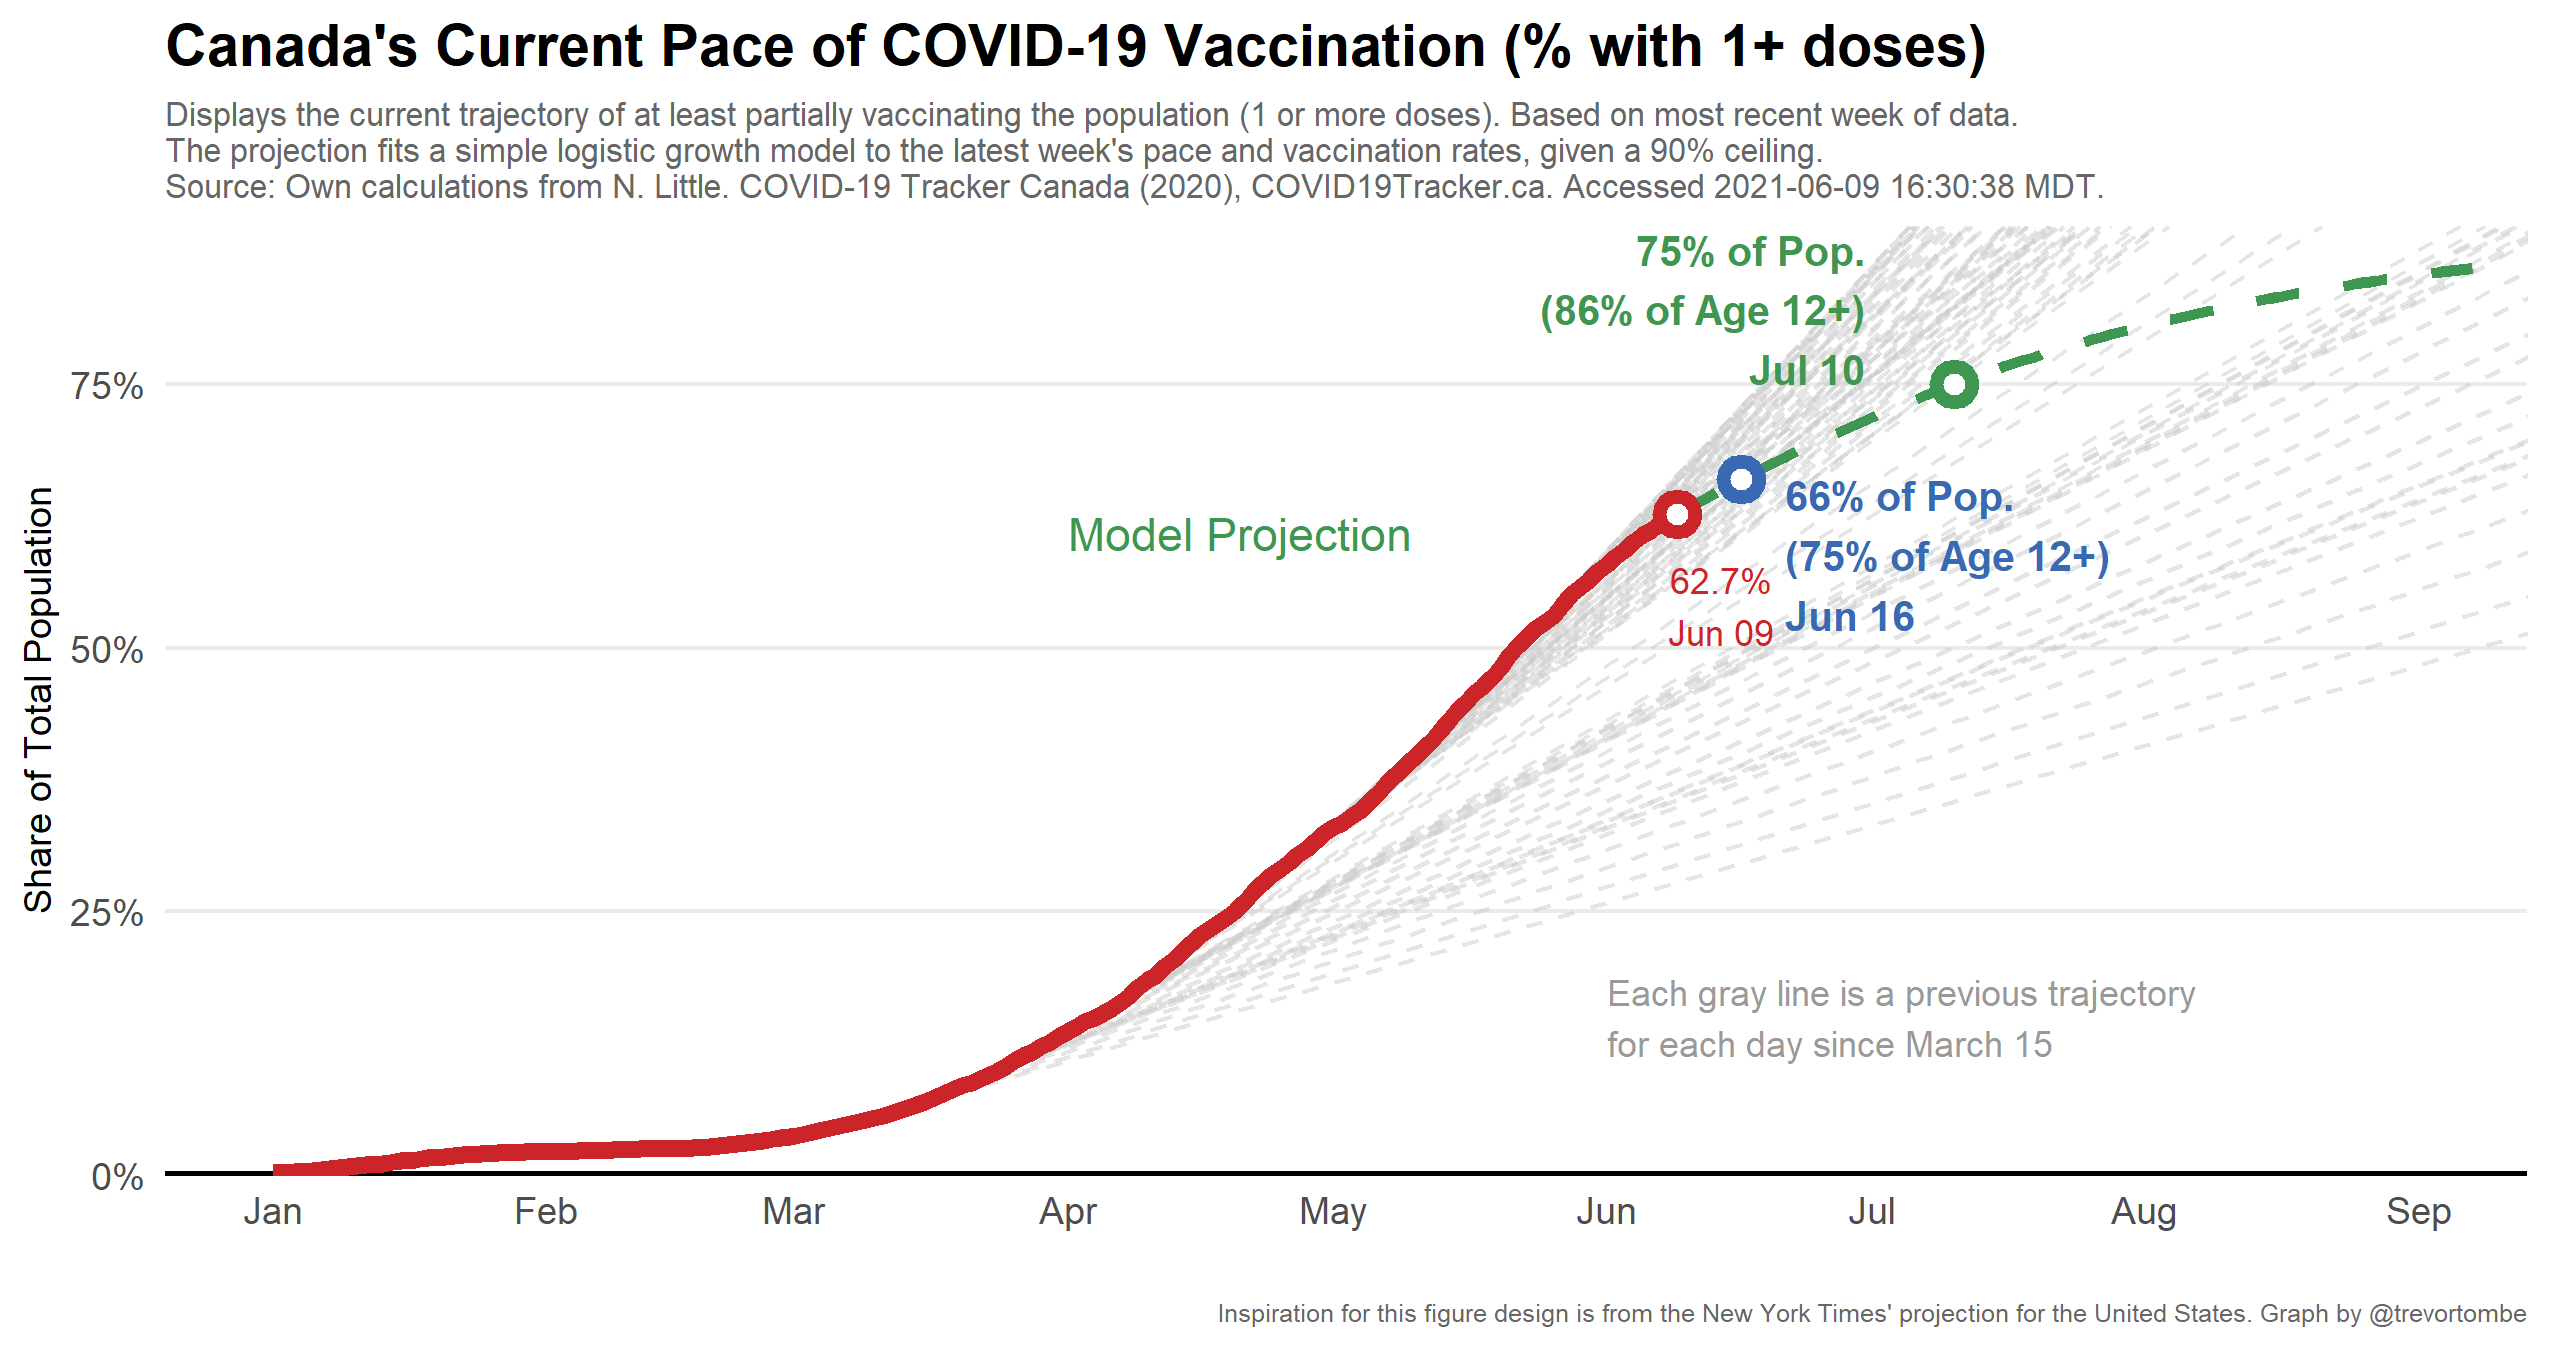 Canada's Current Pace of COVID-19 Vaccination (% with 1+ doses)
Displays the current trajectory of at least partially vaccinating the population (1 or more doses). Based on most recent week of data.
The projection fits a simple logistic growth model to the latest week's pace and vaccination rates, given a 90% ceiling.
Source: Own calculations from N. Little. COVID-19 Tracker Canada (2020), COVID19Tracker.ca. Accessed 2021-06-09 16:30:38 MDT.
75% of Pop.
(86% of Age 12+)
Jul 10
Model Projection
66% of Pop.
(75% of Age 12+)
Jun 16
62.7%
Jun 09
Each gray line is a previous trajectory
for each day since March 15
Share of Total Population
75%
50%
25%
0%
Jan Feb Mar Apr May Jun Jul Aug Sep
Inspiration for this figure design is from the New York Times' projection for the United States. Graph by @trevortombe